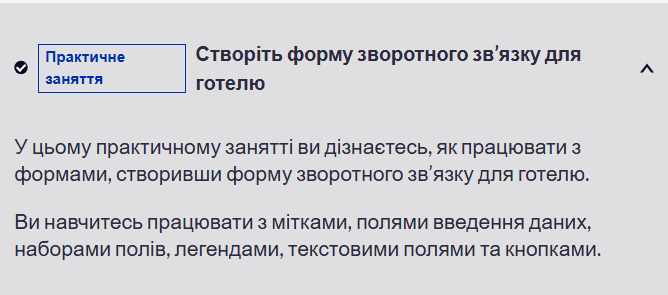 Практичне
заняття
Створіть форму зворотного зв’язку для
готелю
У цьому практичному занятті ви дізнаєтесь, як працювати з
формами, створивши форму зворотного зв’язку для готелю.
Ви навчитесь працювати з мітками, полями введення даних,
наборами полів, легендами, текстовими полями та кнопками.